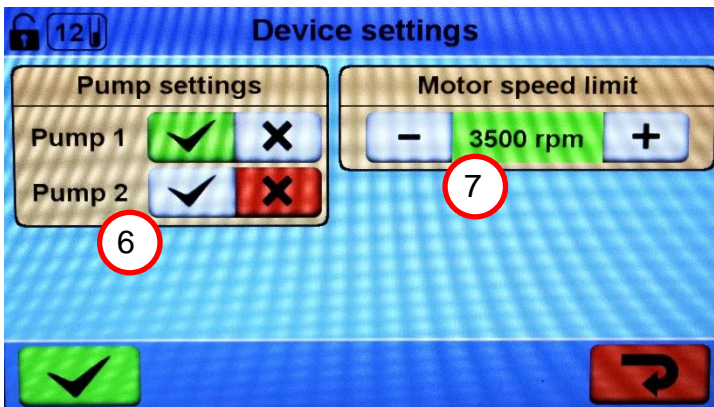 12
Device settings
Pump settings
Pump 1
Pump 2
6
Motor speed limit
- 3500 rpm +
7